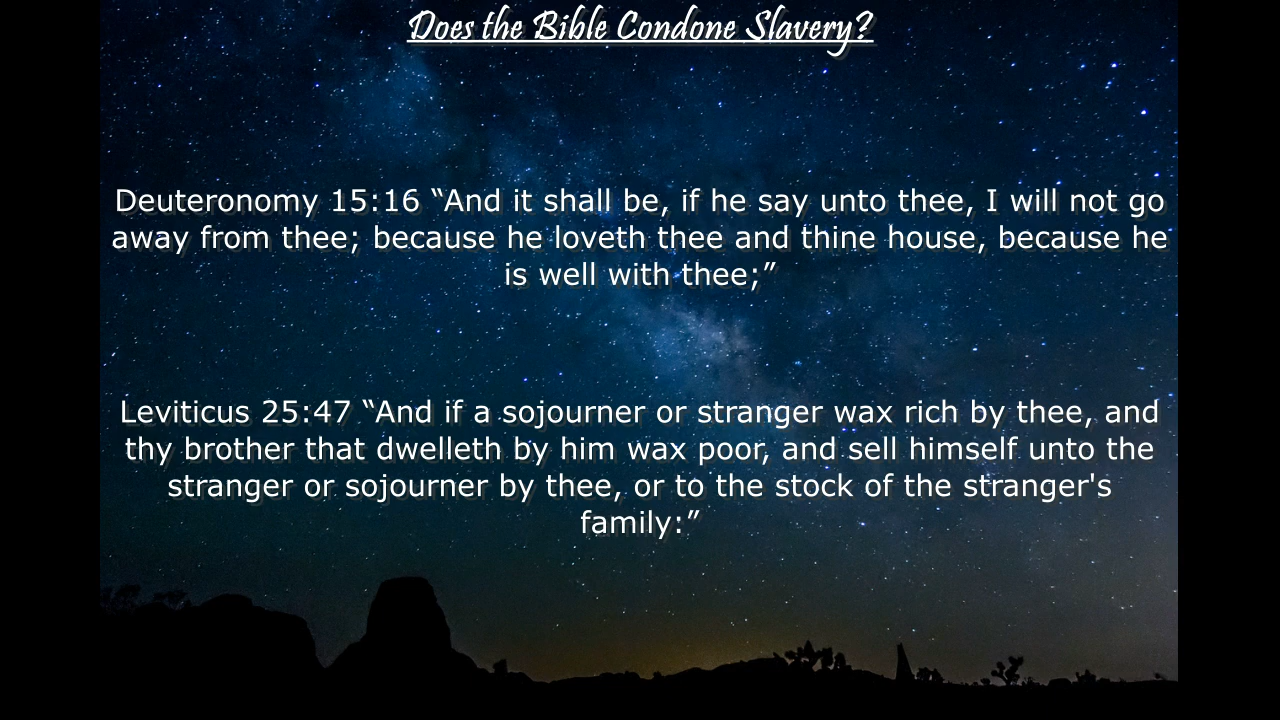 Does the Bible Condone Slavery?
Deuteronomy 15:16 “And it shall be, if he say unto thee, I will not go
away from thee; because he loveth thee and thine house, because he
is well with thee;”
Leviticus 25:47 “And if a sojourner or stranger wax rich by thee, and
thy brother that dwelleth by him wax poor, and sell himself unto the
stranger or sojourner by thee, or to the stock of the stranger's
family:”